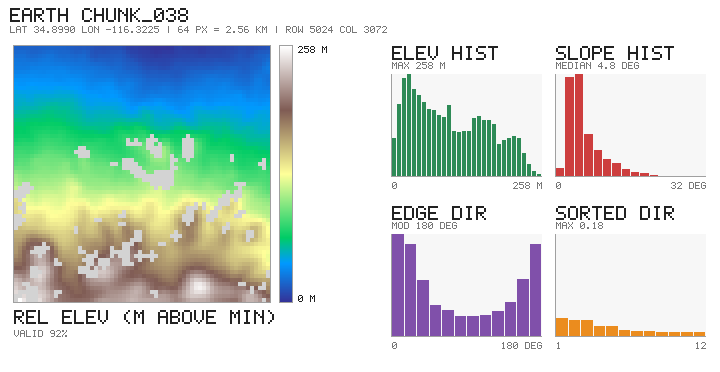 EARTH CHUNK_038
LAT 34.8990 LON -116.3225 | 64 PX = 2.56 KM | ROW 5024 COL 3072
258 M
0 M
REL ELEV (M ABOVE MIN)
VALID 92%
ELEV HIST
MAX 258 M
0 258 M
SLOPE HIST
MEDIAN 4.8 DEG
0 32 DEG
EDGE DIR
MOD 180 DEG
0 180 DEG
SORTED DIR
MAX 0.18
1 12